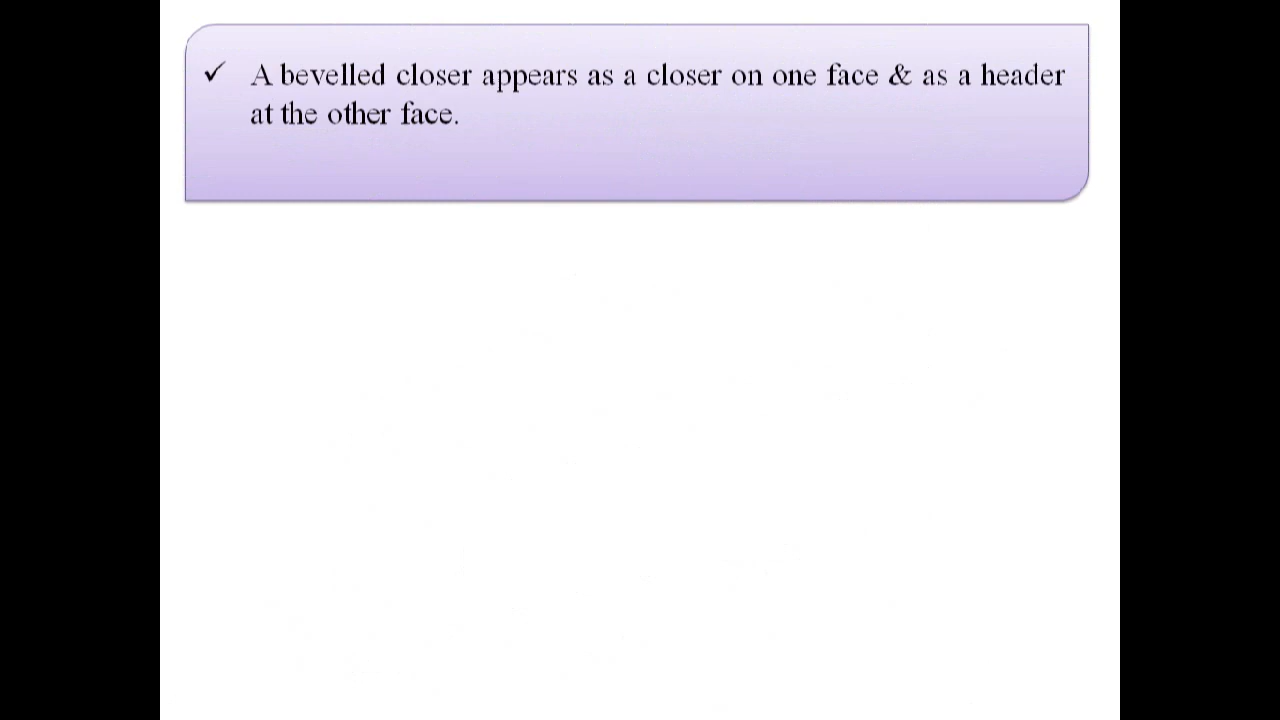 ✓ A bevelled closer appears as a closer on one face & as a header
at the other face.